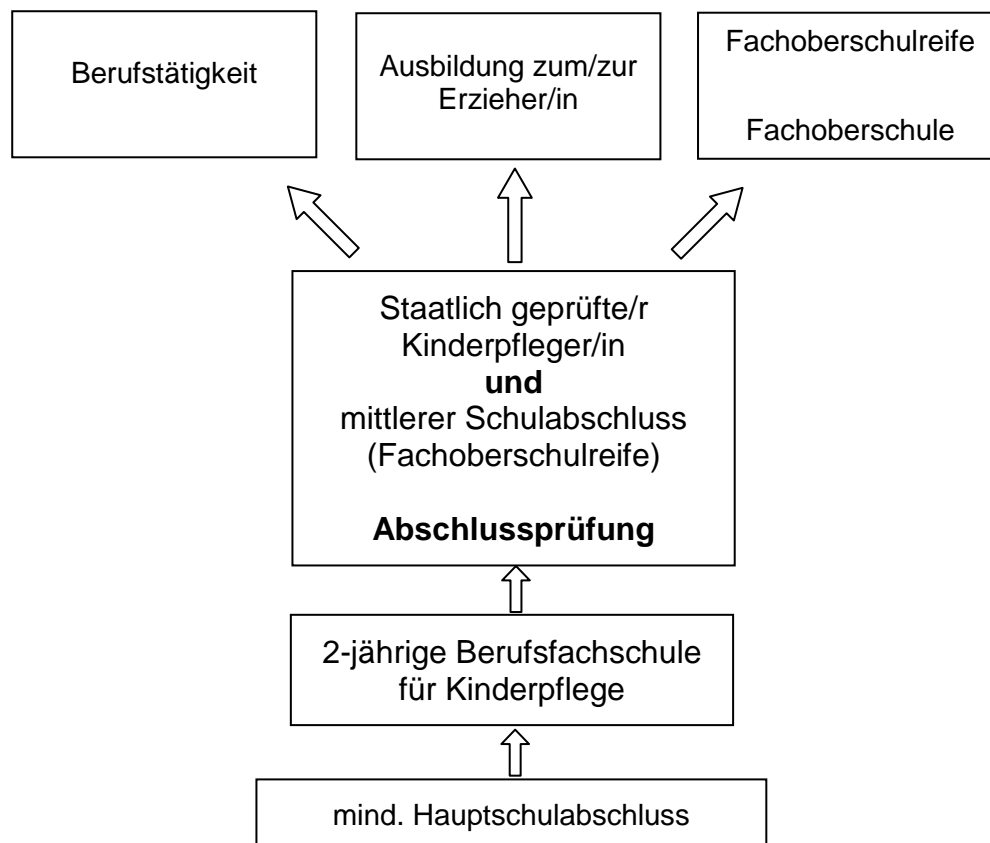 Berufstätigkeit
Ausbildung zum/zur
Erzieher/in
Fachoberschulreife
Fachoberschule
Staatlich geprüfte/r
Kinderpfleger/in
und
mittlerer Schulabschluss
(Fachoberschulreife)
Abschlussprüfung
2-jährige Berufsfachschule
für Kinderpflege
mind. Hauptschulabschluss